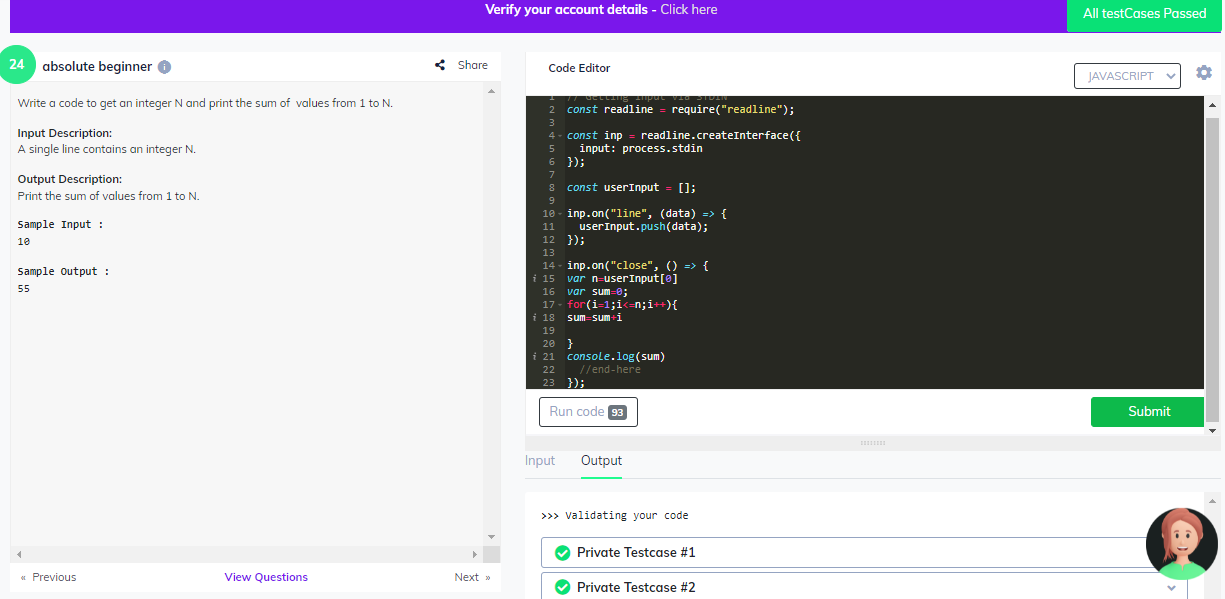 Verify your account details - Click here
All testCases Passed
24
absolute beginner
Share
Write a code to get an integer N and print the sum of values from 1 to N.
Input Description:
A single line contains an integer N.
Output Description:
Print the sum of values from 1 to N.
Sample Input :
10
Sample Output :
55
« Previous
View Questions
Next »
Code Editor
JAVASCRIPT
1 // Getting input via STDIN
2 const readline = require("readline");
3
4 const inp = readline.createInterface({
5 input: process.stdin
6 });
7
8 const userInput = [];
9
10 inp.on("line", (data) => {
11 userInput.push(data);
12 });
13
14 inp.on("close", () => {
i 15 var n=userInput[0]
16 var sum=0;
17 for(i=1;i<=n;i++){
i 18 sum=sum+i
19
20 }
i 21 console.log(sum)
22 //end-here
23 });
Run code 93
Submit
Input
Output
>>> Validating your code
Private Testcase #1
Private Testcase #2